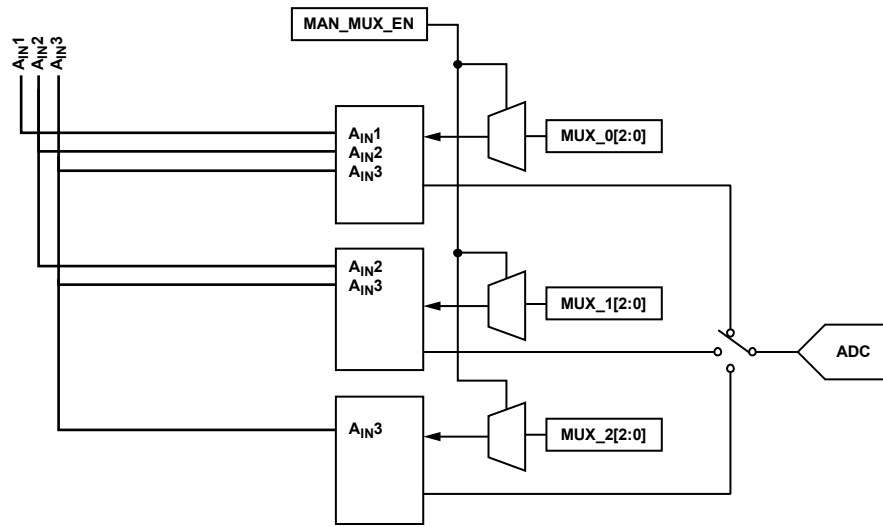 MAN_MUX_EN
AIN1
AIN2
AIN3
AIN1
AIN2
AIN3
MUX_0[2:0]
AIN2
AIN3
MUX_1[2:0]
ADC
AIN3
MUX_2[2:0]